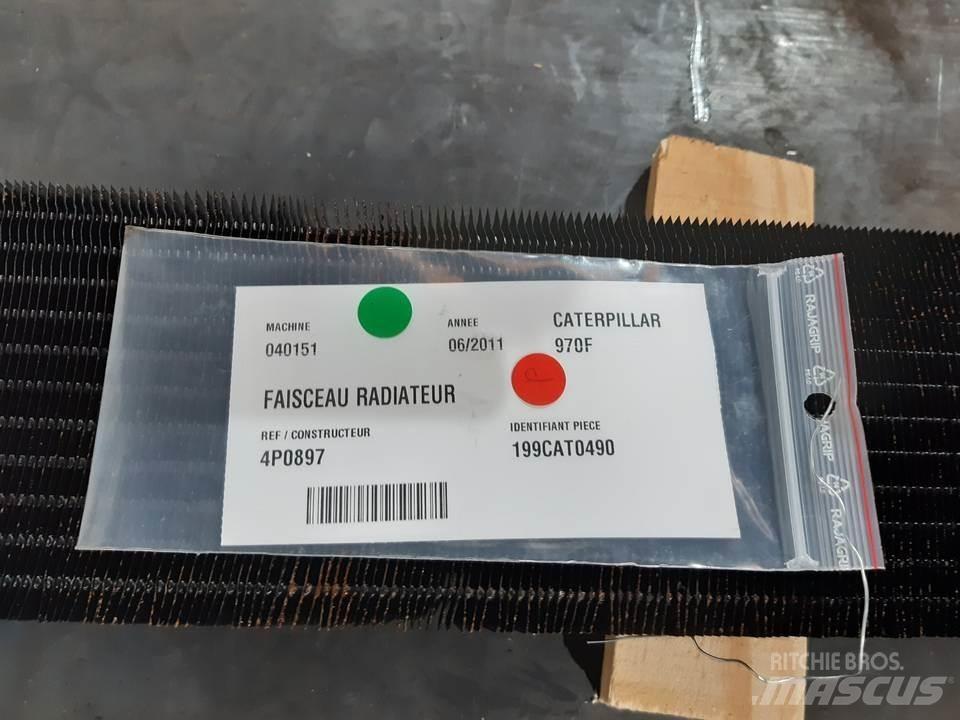 MACHINE
040151
ANNEE
06/2011
CATERPILLAR
970F
FAISCEAU RADIATEUR
REF / CONSTRUCTEUR
4P0897
IDENTIFIANT PIECE
199CAT0490
RAJAGRIP
RAJAGRIP
RAJAGRIP
RITCHIE BROS.
MASCUS